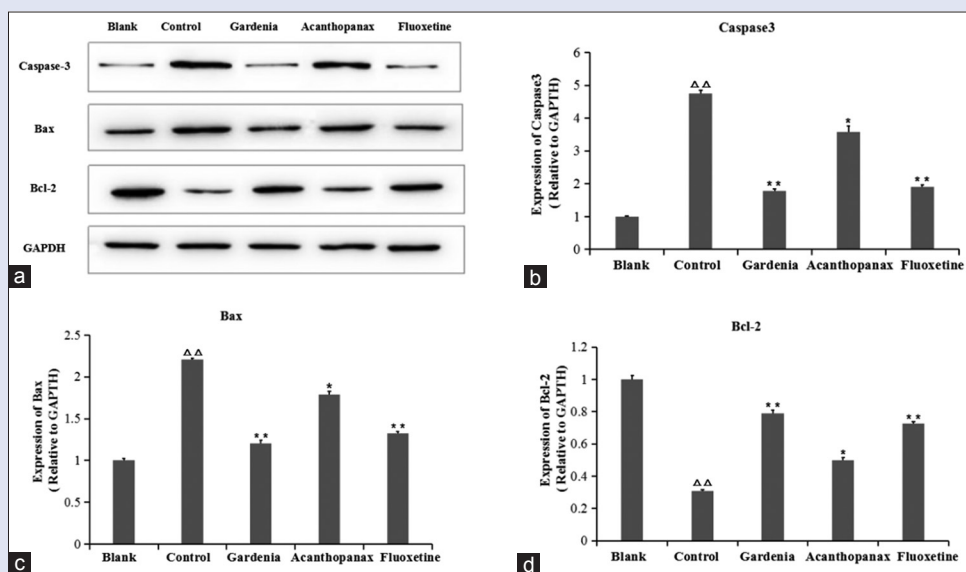 Blank Control Gardenia Acanthopanax Fluoxetine
Caspase-3
Bax
Bcl-2
GAPDH
a
Caspase3
Expression of Caspase3
( Relative to GAPTH)
6
5
4
3
2
1
0
△△
**
*
**
Blank Control Gardenia Acanthopanax Fluoxetine
b
Bax
Expression of Bax
( Relative to GAPTH)
2.5
2
1.5
1
0.5
0
△△
**
*
**
Blank Control Gardenia Acanthopanax Fluoxetine
c
Bcl-2
Expression of Bcl-2
( Relative to GAPTH)
1.2
1
0.8
0.6
0.4
0.2
0
△△
**
*
**
Blank Control Gardenia Acanthopanax Fluoxetine
d